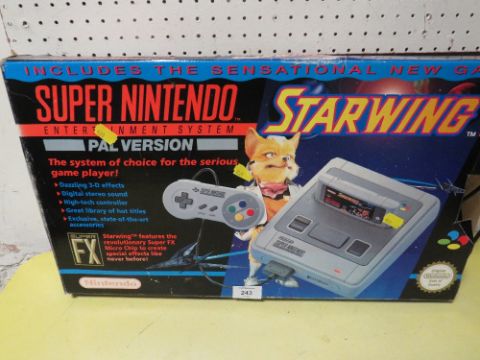 INCLUDES THE SENSATIONAL NEW GA
SUPER NINTENDO
ENTERTAINMENT SYSTEM
PAL VERSION
STARWING™
The system of choice for the serious
game player!
• Dazzling 3-D effects
• Digital stereo sound
• High-tech controller
• Great library of hot titles
• Exclusive, state-of-the-art
accessories
SUPER
FX
Starwing™ features the
revolutionary Super FX
Micro Chip to create
special effects like
never before!
Nintendo
243